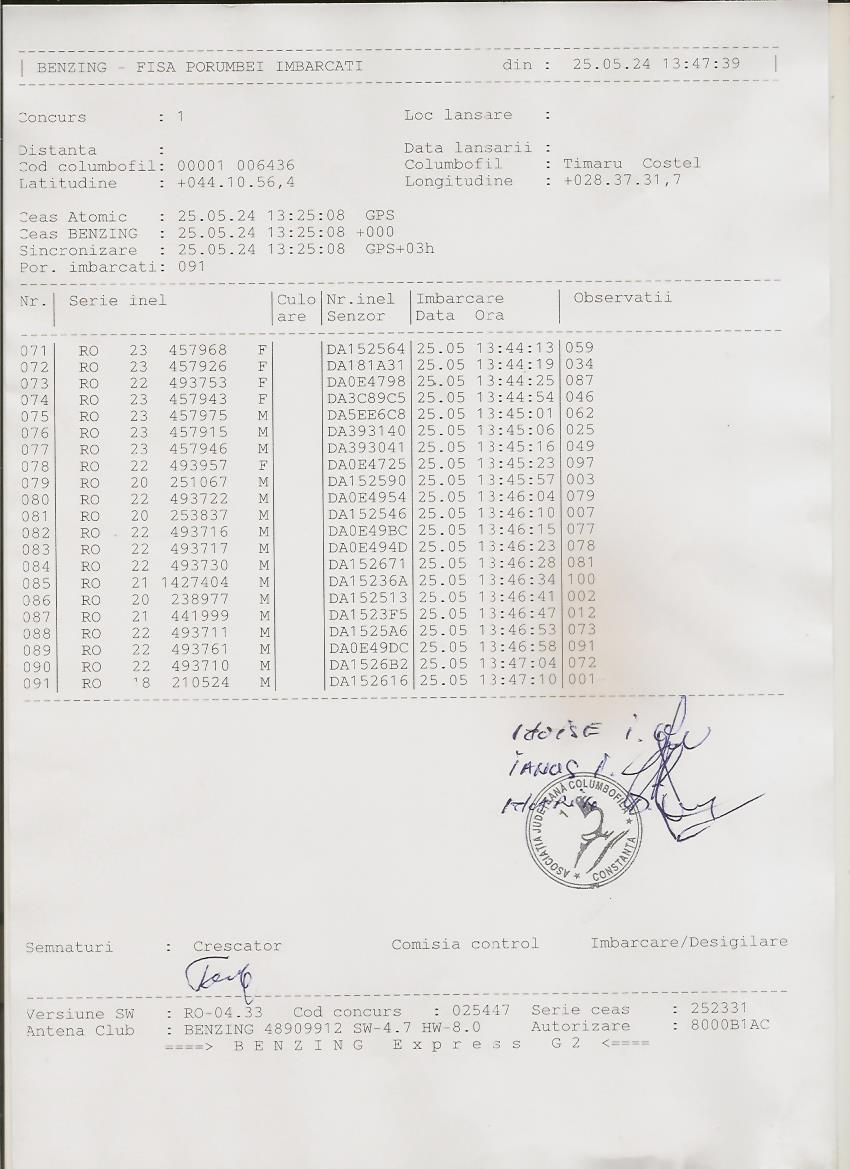 BENZING - FISA PORUMBEI IMBARCATI din : 25.05.24 13:47:39
Concurs : 1 Loc lansare :
Distanta : Data lansarii :
Cod columbofil: 00001 006436 Columbofil : Timaru Costel
Latitudine : +044.10.56,4 Longitudine : +028.37.31,7
Ceas Atomic : 25.05.24 13:25:08 GPS
Ceas BENZING : 25.05.24 13:25:08 +000
Sincronizare : 25.05.24 13:25:08 GPS+03h
Por. imbarcati: 091
Nr. Serie inel Culo Nr.inel Imbarcare Observatii
are Senzor Data Ora
071 RO 23 457968 F DA152564 25.05 13:44:13 059
072 RO 23 457926 F DA181A31 25.05 13:44:19 034
073 RO 22 493753 F DA0E4798 25.05 13:44:25 087
074 RO 23 457943 F DA3C89C5 25.05 13:44:54 046
075 RO 23 457975 M DA5EE6C8 25.05 13:45:01 062
076 RO 23 457915 M DA393140 25.05 13:45:06 025
077 RO 23 457946 M DA393041 25.05 13:45:16 049
078 RO 22 493957 F DA0E4725 25.05 13:45:23 097
079 RO 20 251067 M DA152590 25.05 13:45:57 003
080 RO 22 493722 M DA0E4954 25.05 13:46:04 079
081 RO 20 253837 M DA152546 25.05 13:46:10 007
082 RO 22 493716 M DA0E49BC 25.05 13:46:15 077
083 RO 22 493717 M DA0E494D 25.05 13:46:23 078
084 RO 22 493730 M DA152671 25.05 13:46:28 081
085 RO 21 1427404 M DA15236A 25.05 13:46:34 100
086 RO 20 238977 M DA152513 25.05 13:46:41 002
087 RO 21 441999 M DA1523F5 25.05 13:46:47 012
088 RO 22 493711 M DA1525A6 25.05 13:46:53 073
089 RO 22 493761 M DA0E49DC 25.05 13:46:58 091
090 RO 22 493710 M DA1526B2 25.05 13:47:04 072
091 RO 18 210524 M DA152616 25.05 13:47:10 001
ASOCIATIA JUDETEANA COLUMBOFILA
CONSTANTA
Semnaturi : Crescator Comisia control Imbarcare/Desigilare
Versiune SW : RO-04.33 Cod concurs : 025447 Serie ceas : 252331
Antena Club : BENZING 48909912 SW-4.7 HW-8.0 Autorizare : 8000B1AC
====> B E N Z I N G E x p r e s s G 2 <====